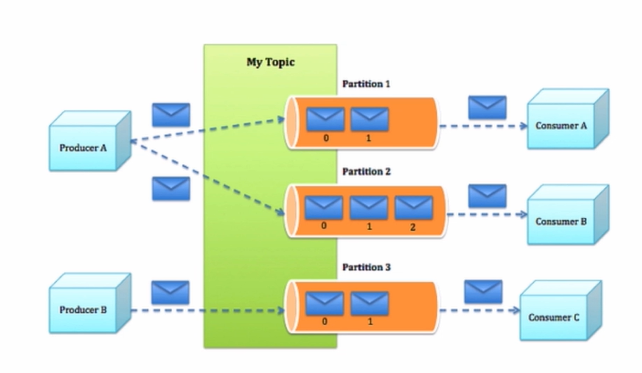 My Topic
Partition 1
Producer A
0 1
Consumer A
Partition 2
0 1 2
Consumer B
Partition 3
Producer B
0 1
Consumer C